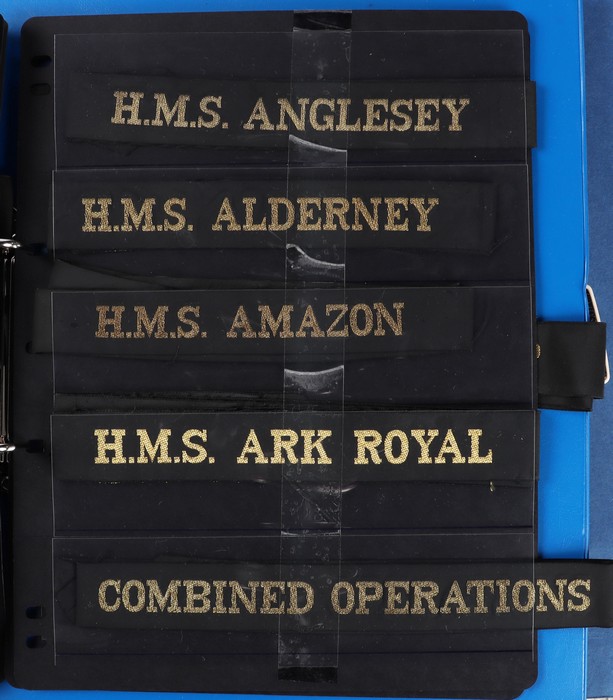 H.M.S. ANGLESEY
H.M.S. ALDERNEY
H.M.S. AMAZON
H.M.S. ARK ROYAL
COMBINED OPERATIONS